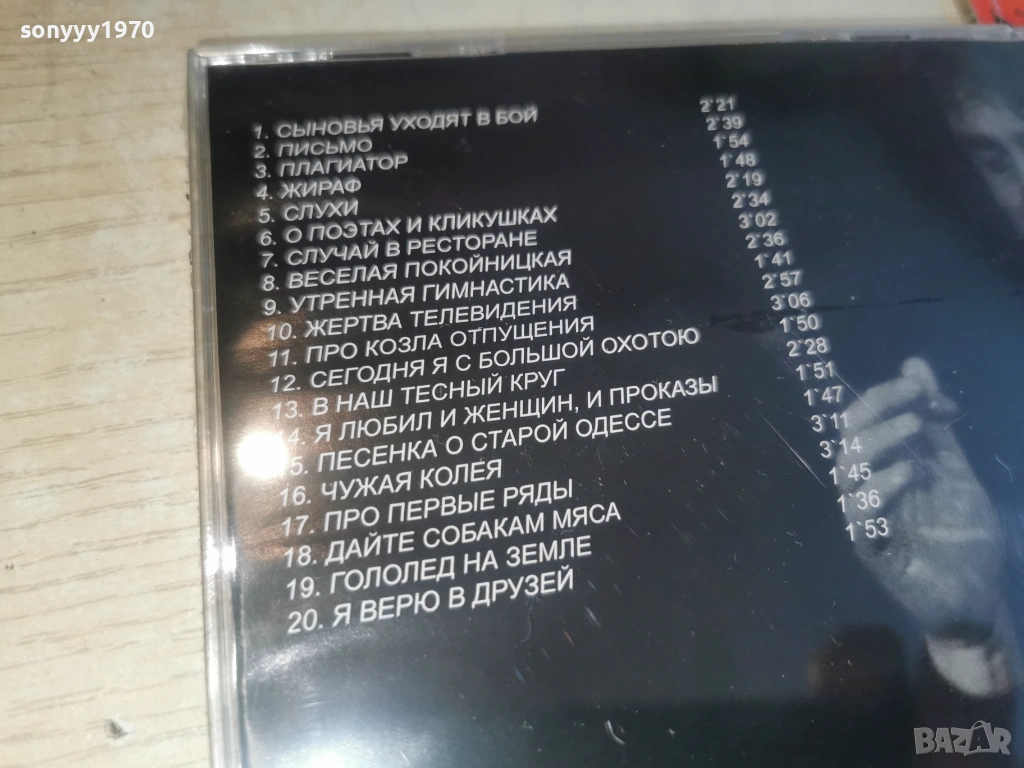 sonyyy1970
1. СЫНОВЬЯ УХОДЯТ В БОЙ 2`21
2. ПИСЬМО 2`39
3. ПЛАГИАТОР 1`54
4. ЖИРАФ 1`48
5. СЛУХИ 2`19
6. О ПОЭТАХ И КЛИКУШКАХ 2`34
7. СЛУЧАЙ В РЕСТОРАНЕ 3`02
8. ВЕСЕЛАЯ ПОКОЙНИЦКАЯ 2`36
9. УТРЕННАЯ ГИМНАСТИКА 1`41
10. ЖЕРТВА ТЕЛЕВИДЕНИЯ 2`57
11. ПРО КОЗЛА ОТПУЩЕНИЯ 3`06
12. СЕГОДНЯ Я С БОЛЬШОЙ ОХОТОЮ 1`50
13. В НАШ ТЕСНЫЙ КРУГ 2`28
14. Я ЛЮБИЛ И ЖЕНЩИН, И ПРОКАЗЫ 1`51
15. ПЕСЕНКА О СТАРОЙ ОДЕССЕ 1`47
16. ЧУЖАЯ КОЛЕЯ 3`11
17. ПРО ПЕРВЫЕ РЯДЫ 3`14
18. ДАЙТЕ СОБАКАМ МЯСА 1`45
19. ГОЛОЛЕД НА ЗЕМЛЕ 1`36
20. Я ВЕРЮ В ДРУЗЕЙ 1`53
BAZAR